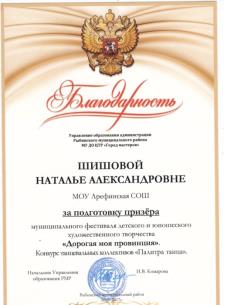 Благодарность
Управление образования администрации
Рыбинского муниципального района
МУ ДО ЦТР «Город мастеров»
ШИШОВОЙ
НАТАЛЬЕ АЛЕКСАНДРОВНЕ
МОУ Арефинская СОШ
за подготовку призёра
муниципального фестиваля детского и юношеского
художественного творчества
«Дорогая моя провинция».
Конкурс танцевальных коллективов «Палитра танца».
Начальник Управления
образования РМР
Н.В. Комарова
Рыбинский муниципальный район